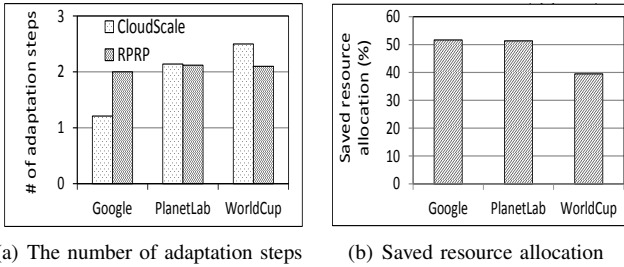 # of adaptation steps
3
2
1
0
CloudScale
RPRP
Google PlanetLab WorldCup
(a) The number of adaptation steps
Saved resource
allocation (%)
60
50
40
30
20
10
0
Google PlanetLab WorldCup
(b) Saved resource allocation